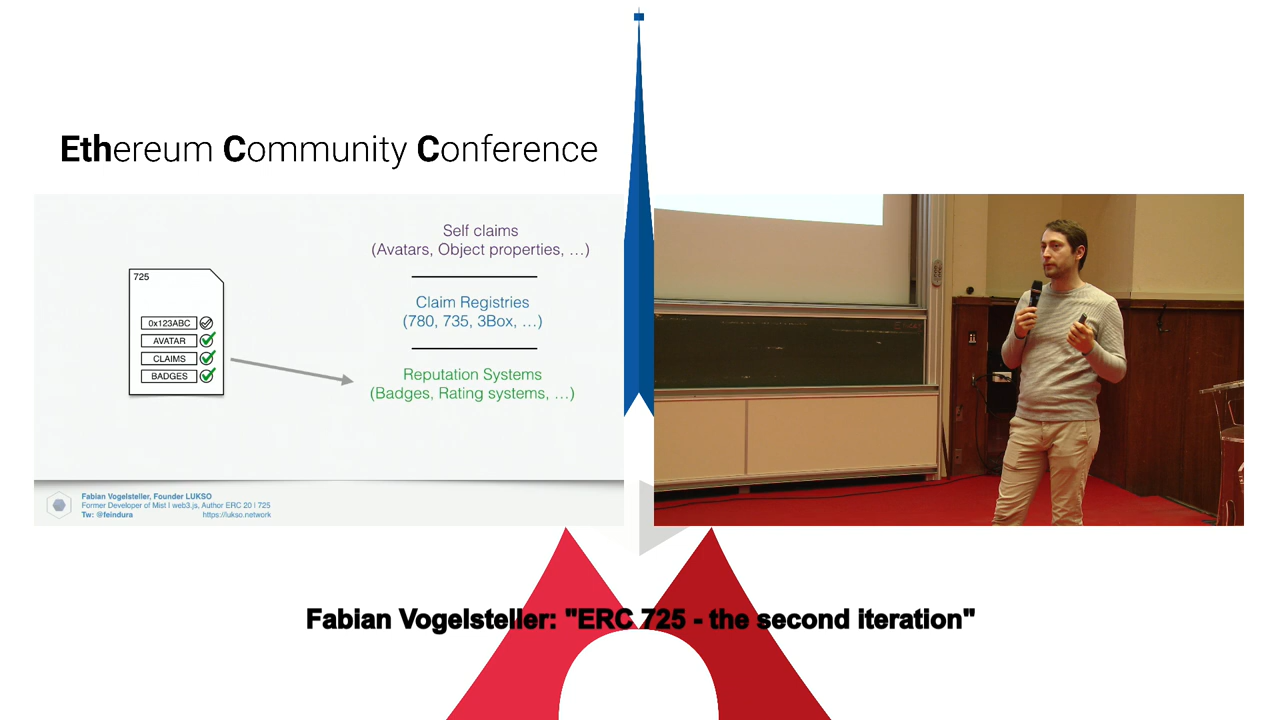 Ethereum Community Conference
725
0x123ABC
AVATAR
CLAIMS
BADGES
Self claims
(Avatars, Object properties, …)
Claim Registries
(780, 735, 3Box, …)
Reputation Systems
(Badges, Rating systems, …)
Fabian Vogelsteller, Founder LUKSO
Former Developer of Mist | web3.js, Author ERC 20 | 725
Tw: @feindura https://lukso.network
Fabian Vogelsteller: "ERC 725 - the second iteration"